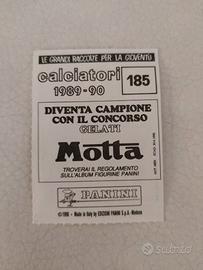 LE GRANDI RACCOLTE PER LA GIOVENTÙ
calciatori
1989-90
185
DIVENTA CAMPIONE
CON IL CONCORSO
GELATI
Motta
TROVERAI IL REGOLAMENTO
SULL'ALBUM FIGURINE PANINI
PANINI
©1989 - Made in Italy by EDIZIONI PANINI S.p.A. - Modena
subito